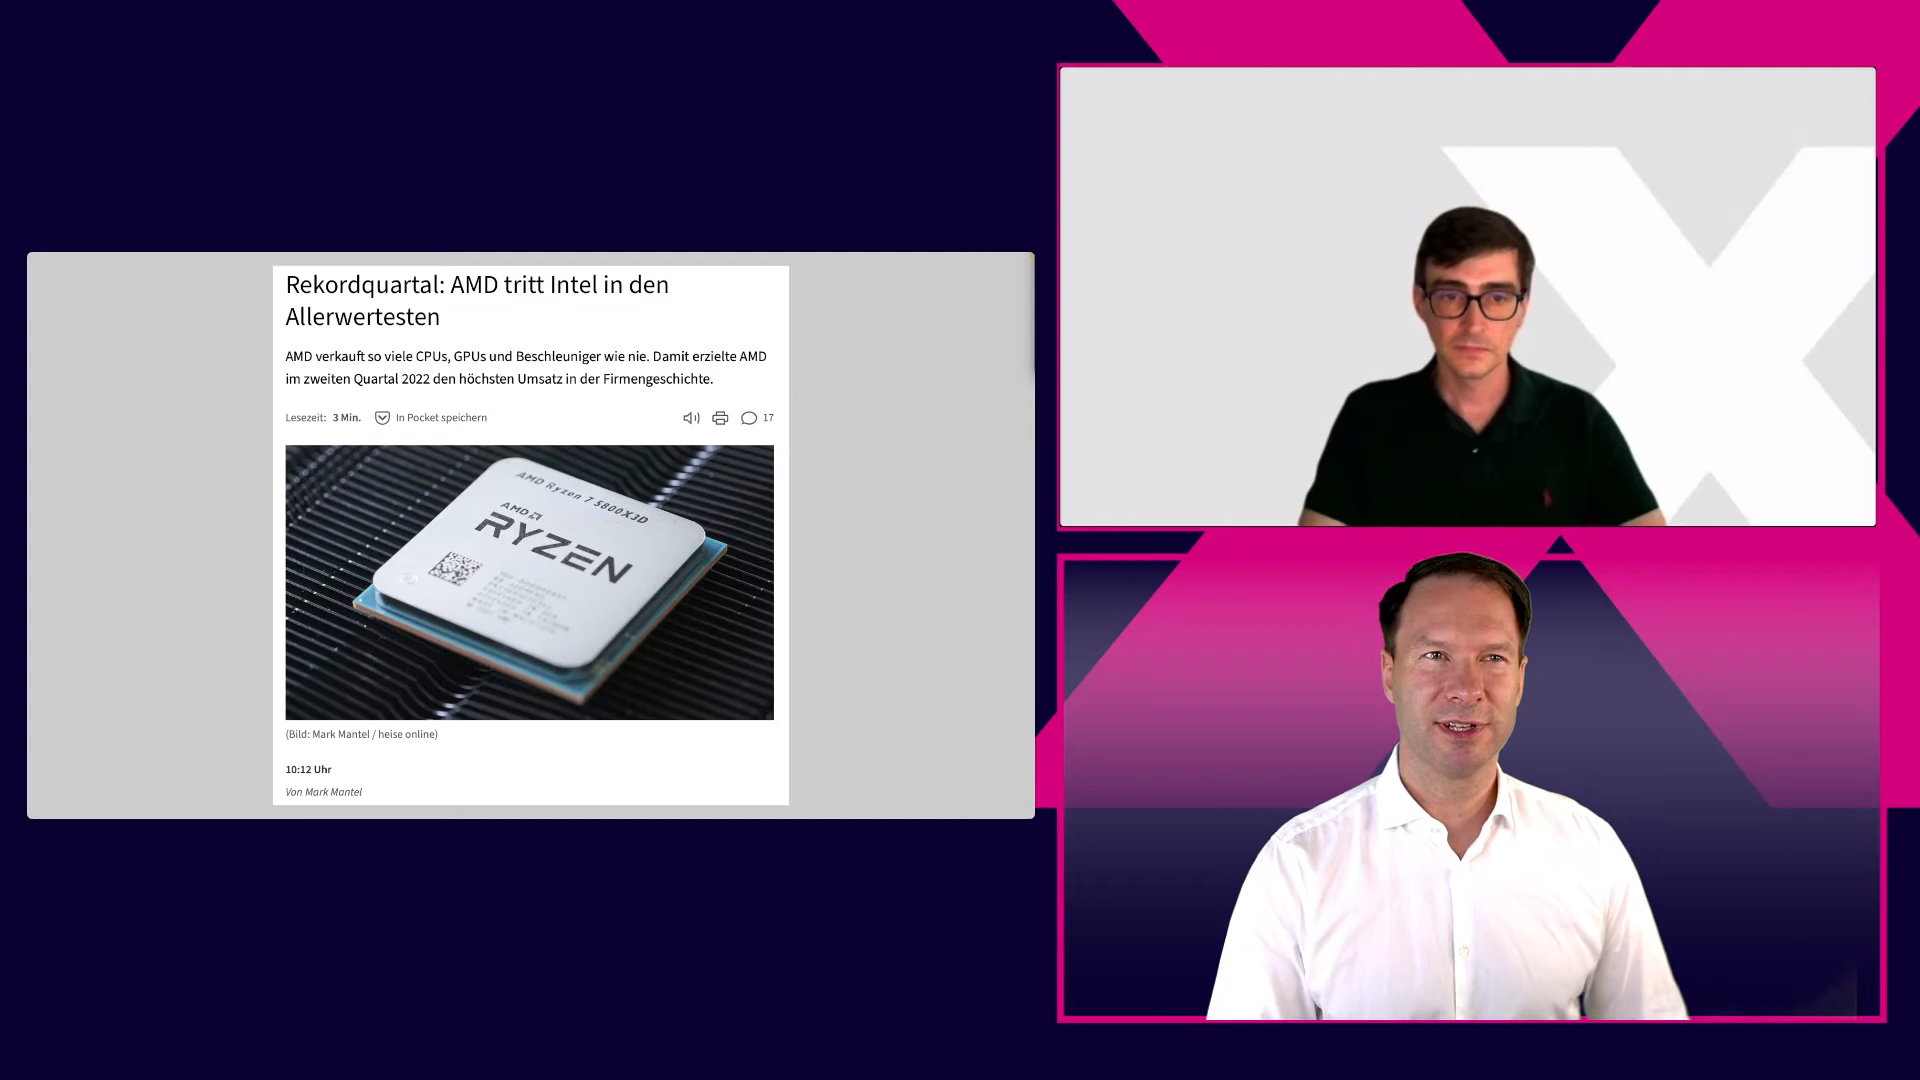 Rekordquartal: AMD tritt Intel in den
Allerwertesten
AMD verkauft so viele CPUs, GPUs und Beschleuniger wie nie. Damit erzielte AMD
im zweiten Quartal 2022 den höchsten Umsatz in der Firmengeschichte.
Lesezeit: 3 Min. In Pocket speichern 17
AMD Ryzen 7 5800X3D
AMD
RYZEN
(Bild: Mark Mantel / heise online)
10:12 Uhr
Von Mark Mantel